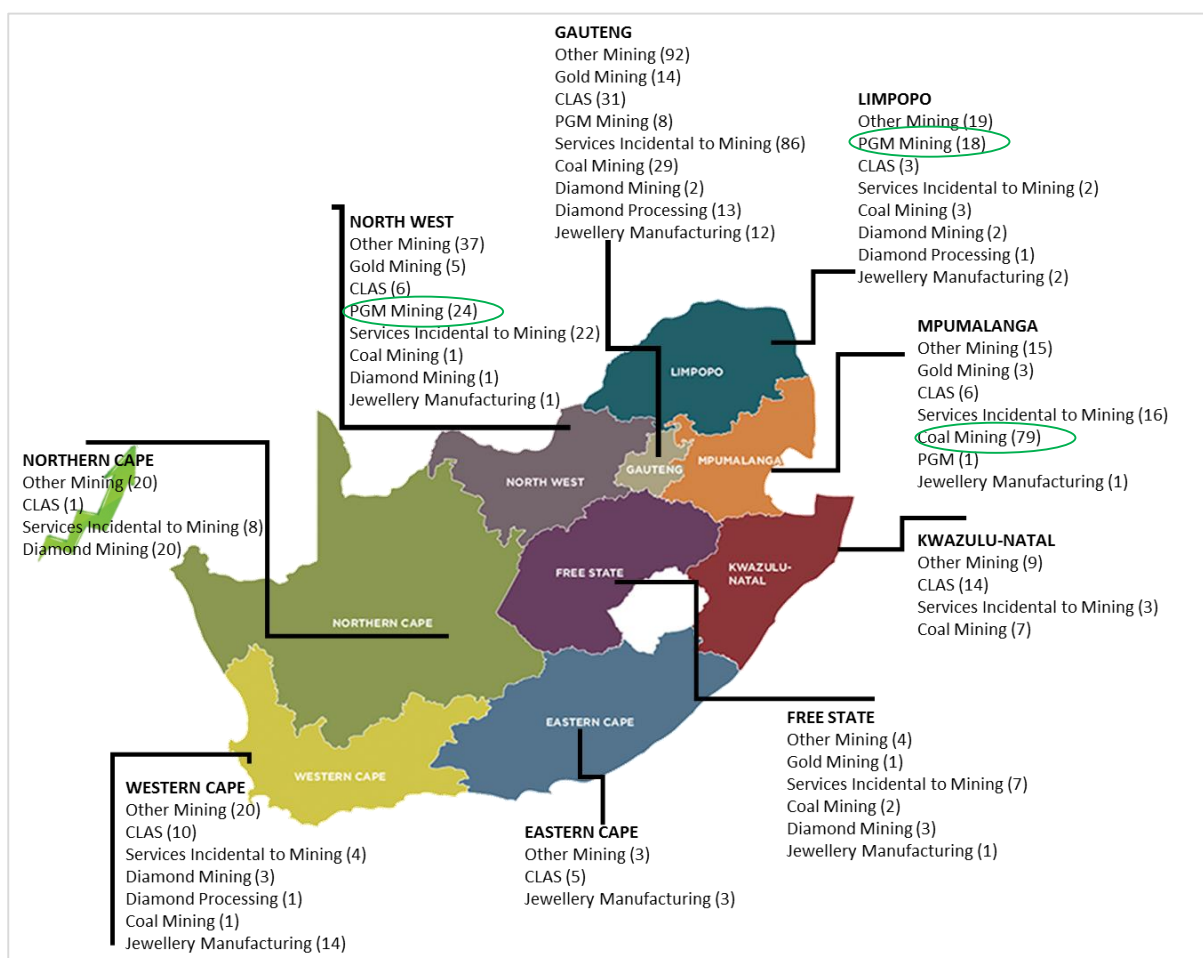 GAUTENG
Other Mining (92)
Gold Mining (14)
CLAS (31)
PGM Mining (8)
Services Incidental to Mining (86)
Coal Mining (29)
Diamond Mining (2)
Diamond Processing (13)
Jewellery Manufacturing (12)
LIMPOPO
Other Mining (19)
PGM Mining (18)
CLAS (3)
Services Incidental to Mining (2)
Coal Mining (3)
Diamond Mining (2)
Diamond Processing (1)
Jewellery Manufacturing (2)
NORTH WEST
Other Mining (37)
Gold Mining (5)
CLAS (6)
PGM Mining (24)
Services Incidental to Mining (22)
Coal Mining (1)
Diamond Mining (1)
Jewellery Manufacturing (1)
MPUMALANGA
Other Mining (15)
Gold Mining (3)
CLAS (6)
Services Incidental to Mining (16)
Coal Mining (79)
PGM (1)
Jewellery Manufacturing (1)
NORTHERN CAPE
Other Mining (20)
CLAS (1)
Services Incidental to Mining (8)
Diamond Mining (20)
KWAZULU-NATAL
Other Mining (9)
CLAS (14)
Services Incidental to Mining (3)
Coal Mining (7)
LIMPOPO
NORTH WEST
GAUTENG
MPUMALANGA
FREE STATE
KWAZULU-
NATAL
NORTHERN CAPE
EASTERN CAPE
WESTERN CAPE
FREE STATE
Other Mining (4)
Gold Mining (1)
Services Incidental to Mining (7)
Coal Mining (2)
Diamond Mining (3)
Jewellery Manufacturing (1)
WESTERN CAPE
Other Mining (20)
CLAS (10)
Services Incidental to Mining (4)
Diamond Mining (3)
Diamond Processing (1)
Coal Mining (1)
Jewellery Manufacturing (14)
EASTERN CAPE
Other Mining (3)
CLAS (5)
Jewellery Manufacturing (3)